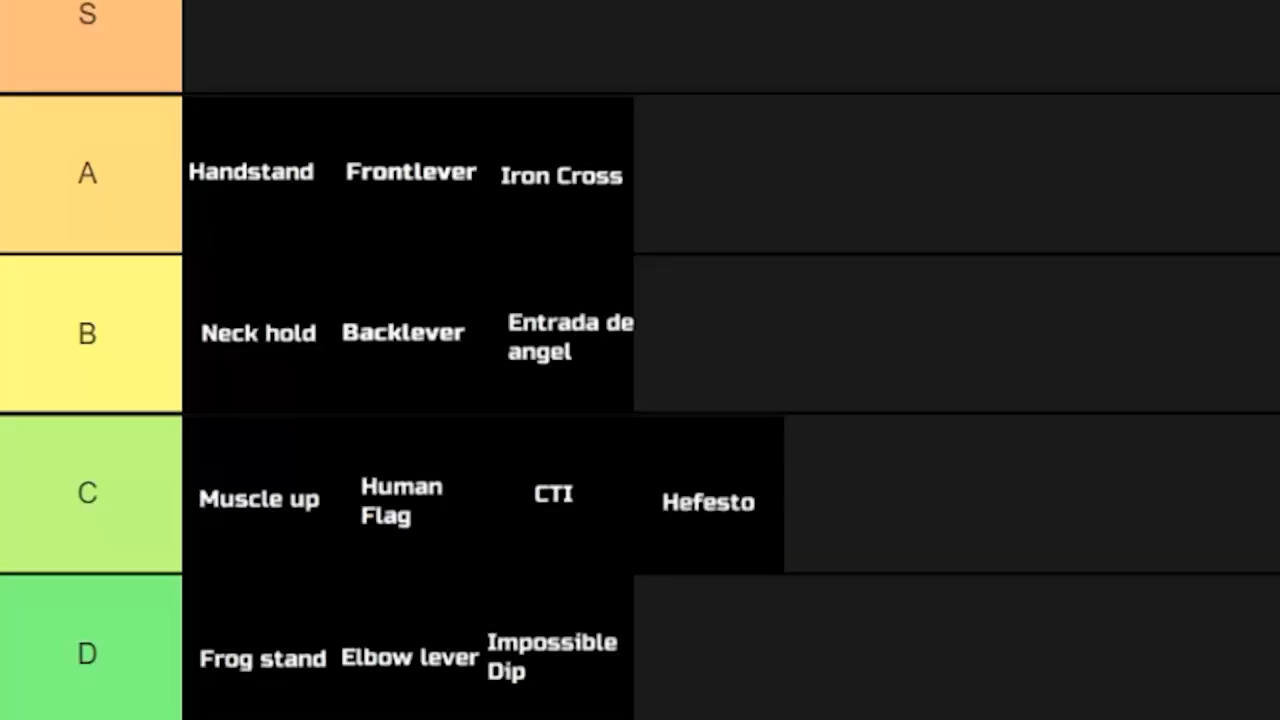 S
A
Handstand
Frontlever
Iron Cross
B
Neck hold
Backlever
Entrada de
angel
C
Muscle up
Human
Flag
CTI
Hefesto
D
Frog stand
Elbow lever
Impossible
Dip